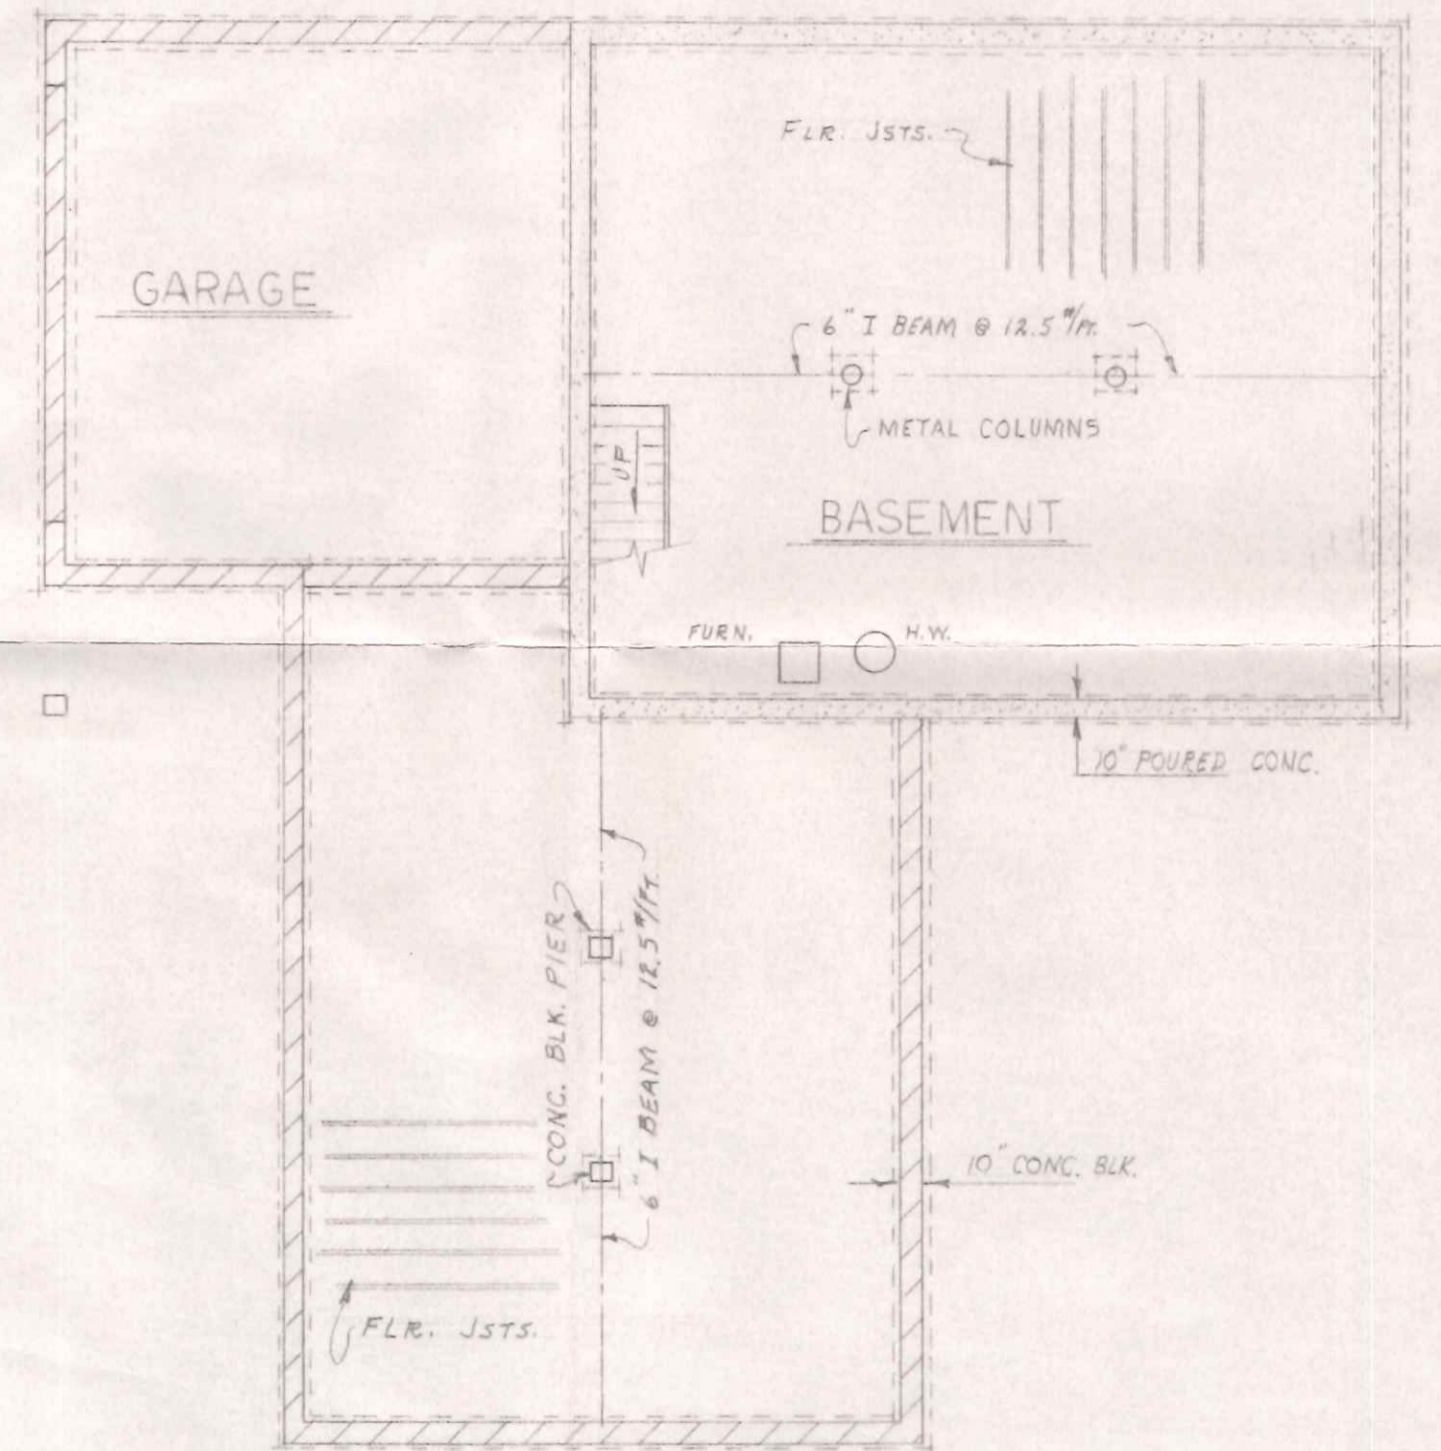 FLR. JSTS.
GARAGE
6" I BEAM @ 12.5 #/FT.
METAL COLUMNS
UP
BASEMENT
FURN.
H.W.
10" POURED CONC.
CONC. BLK. PIER
6" I BEAM @ 12.5 #/FT.
10" CONC. BLK.
FLR. JSTS.